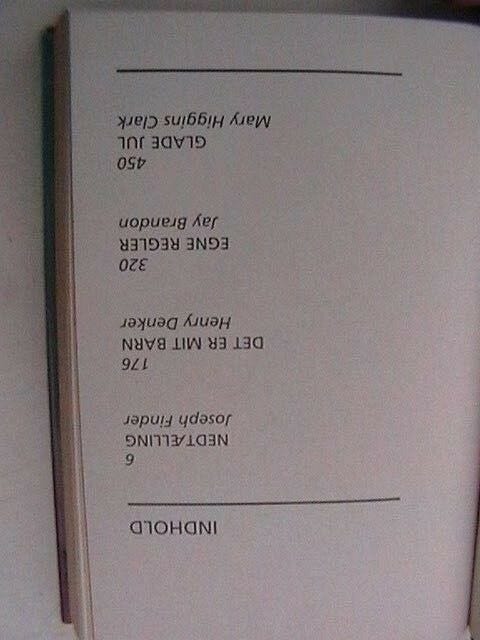 INDHOLD
6
NEDTÆLLING
Joseph Finder
176
DET ER MIT BARN
Henry Denker
320
EGNE REGLER
Jay Brandon
450
GLADE JUL
Mary Higgins Clark